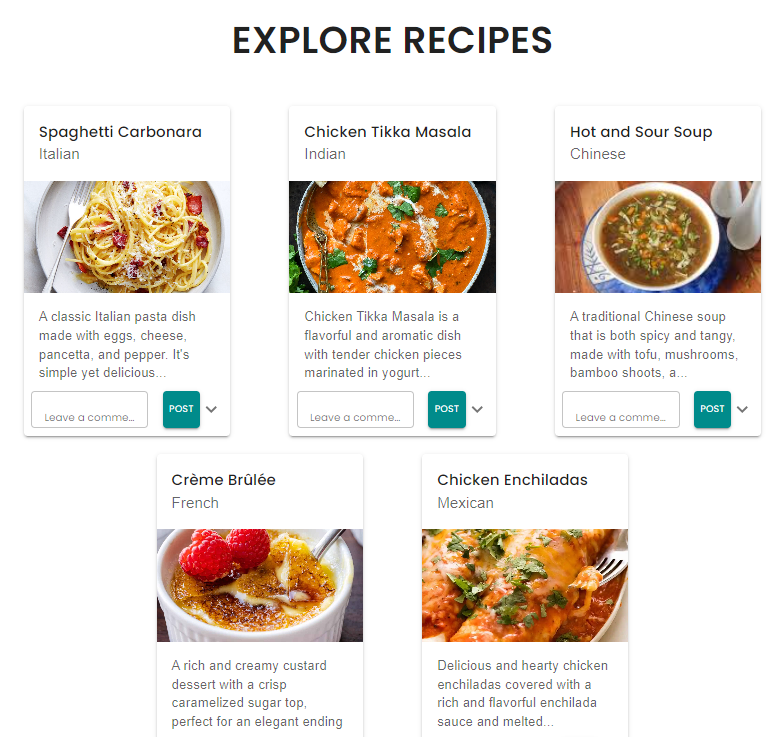 EXPLORE RECIPES
Spaghetti Carbonara
Italian
A classic Italian pasta dish
made with eggs, cheese,
pancetta, and pepper. It's
simple yet delicious...
Leave a comme...
POST
Chicken Tikka Masala
Indian
Chicken Tikka Masala is a
flavorful and aromatic dish
with tender chicken pieces
marinated in yogurt...
Leave a comme...
POST
Hot and Sour Soup
Chinese
A traditional Chinese soup
that is both spicy and tangy,
made with tofu, mushrooms,
bamboo shoots, a...
Leave a comme...
POST
Crème Brûlée
French
A rich and creamy custard
dessert with a crisp
caramelized sugar top,
perfect for an elegant ending
Chicken Enchiladas
Mexican
Delicious and hearty chicken
enchiladas covered with a
rich and flavorful enchilada
sauce and melted...